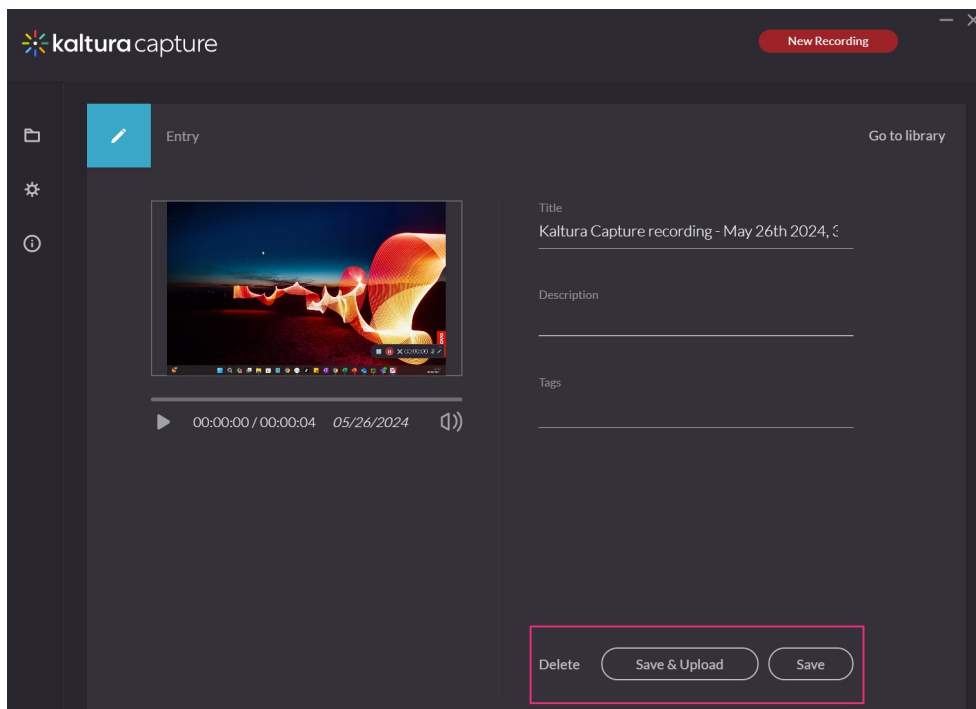 kaltura capture
New Recording
Entry
Go to library
Title
Kaltura Capture recording - May 26th 2024, 3
Description
Tags
00:00:00 / 00:00:04 05/26/2024
Delete
Save & Upload
Save